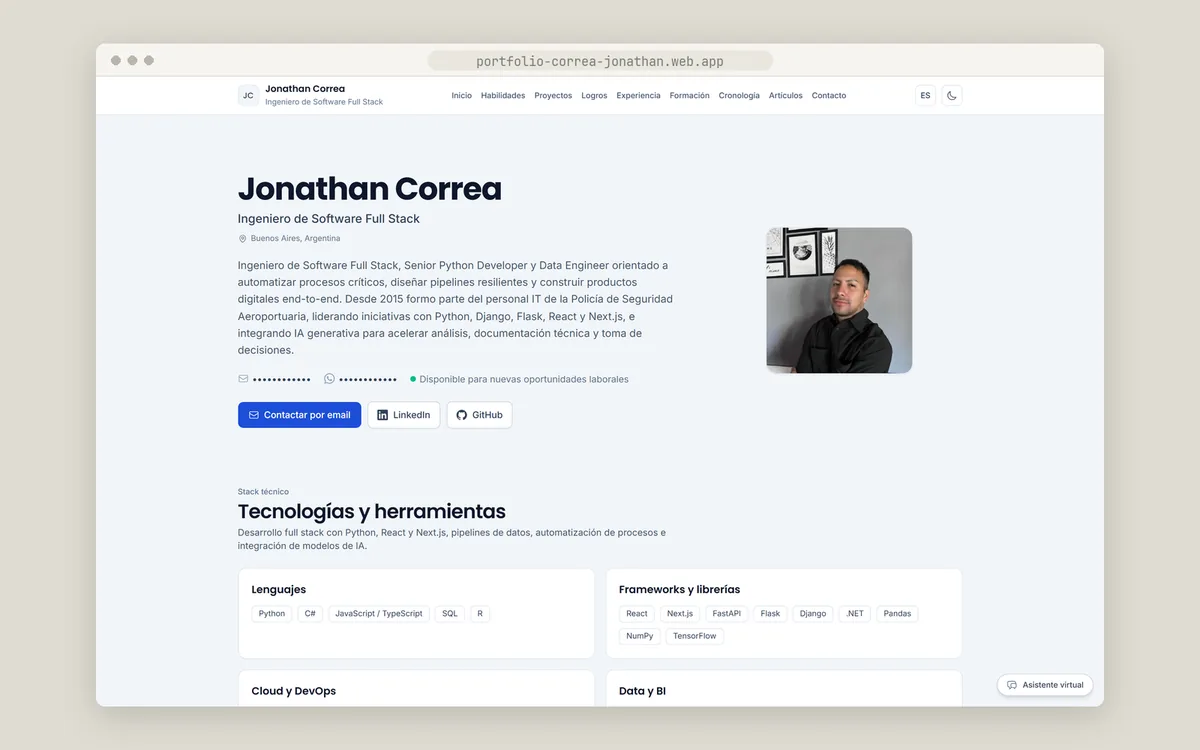 portfolio-correa-jonathan.web.app
JC
Jonathan Correa
Ingeniero de Software Full Stack
Inicio Habilidades Proyectos Logros Experiencia Formación Cronología Artículos Contacto
ES
Jonathan Correa
Ingeniero de Software Full Stack
Buenos Aires, Argentina
Ingeniero de Software Full Stack, Senior Python Developer y Data Engineer orientado a
automatizar procesos críticos, diseñar pipelines resilientes y construir productos
digitales end-to-end. Desde 2015 formo parte del personal IT de la Policía de Seguridad
Aeroportuaria, liderando iniciativas con Python, Django, Flask, React y Next.js, e
integrando IA generativa para acelerar análisis, documentación técnica y toma de
decisiones.
•••••••••••• •••••••••••• Disponible para nuevas oportunidades laborales
Contactar por email LinkedIn GitHub
Stack técnico
Tecnologías y herramientas
Desarrollo full stack con Python, React y Next.js, pipelines de datos, automatización de procesos e
integración de modelos de IA.
Lenguajes
Python C# JavaScript / TypeScript SQL R
Frameworks y librerías
React Next.js FastAPI Flask Django .NET Pandas
NumPy TensorFlow
Cloud y DevOps
Data y BI
Asistente virtual